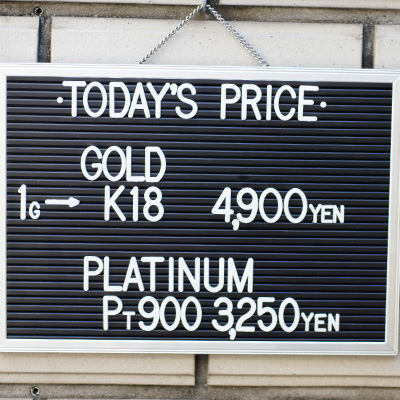 ·TODAY'S PRICE·
GOLD
1G→ K18 4,900YEN
PLATINUM
PT900 3,250YEN